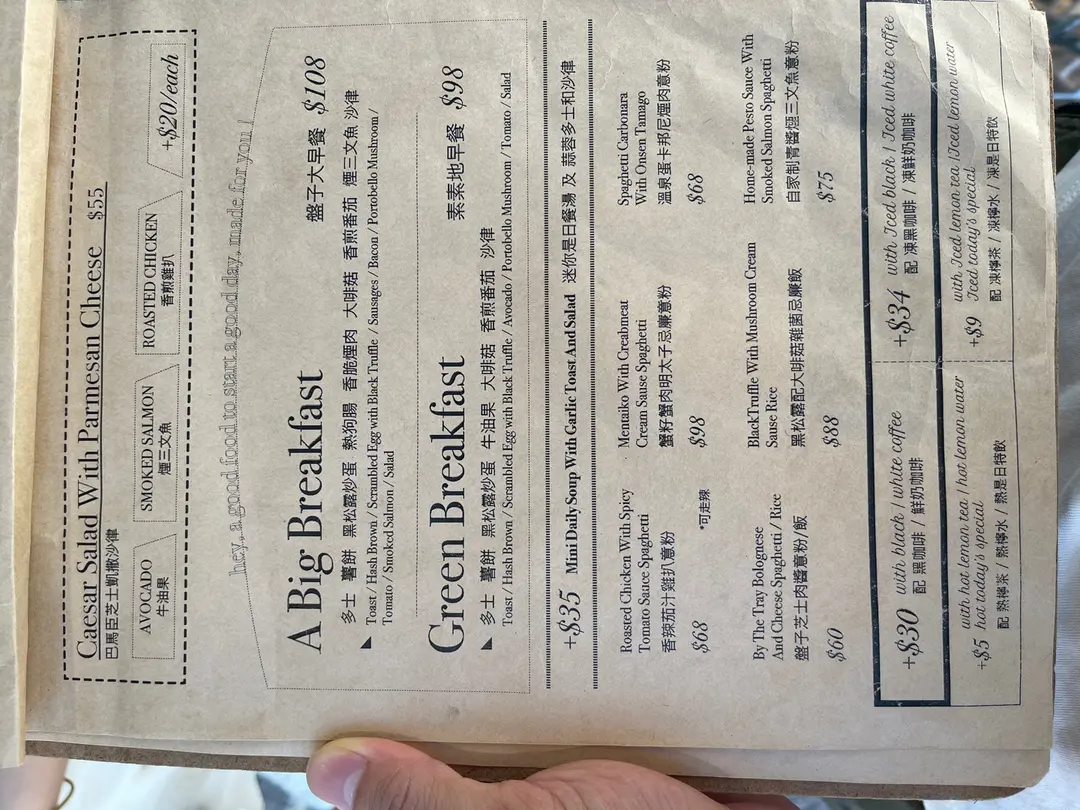 Caesar Salad With Parmesan Cheese $55
巴馬臣芝士凱撒沙律
AVOCADO
牛油果
SMOKED SALMON
煙三文魚
ROASTED CHICKEN
香煎雞扒
+$20/each
hey, a good food to start a good day, made for you !
A Big Breakfast 盤子大早餐 $108
多士 薯餅 黑松露炒蛋 熱狗腸 香脆煙肉 大啡菇 香煎番茄 煙三文魚 沙律
Toast / Hash Brown / Scrambled Egg with Black Truffle / Sausages / Bacon / Portobello Mushroom /
Tomato / Smoked Salmon / Salad
Green Breakfast 素素地早餐 $98
多士 薯餅 黑松露炒蛋 牛油果 大啡菇 香煎番茄 沙律
Toast / Hash Brown / Scrambled Egg with Black Truffle / Avocado / Portobello Mushroom / Tomato / Salad
+$35 Mini Daily Soup With Garlic Toast And Salad 迷你是日餐湯 及 蒜蓉多士和沙律
Roasted Chicken With Spicy
Tomato Sauce Spaghetti
香辣茄汁雞扒意粉
$68 *可走辣
Mentaiko With Creabmeat
Cream Sause Spaghetti
蟹籽蟹肉明太子忌廉意粉
$98
Spaghetti Carbonara
With Onsen Tamago
溫泉蛋卡邦尼煙肉意粉
$68
By The Tray Bolognese
And Cheese Spaghetti / Rice
盤子芝士肉醬意粉/飯
$60
BlackTruffle With Mushroom Cream
Sause Rice
黑松露配大啡菇雜菌忌廉飯
$88
Home-made Pesto Sauce With
Smoked Salmon Spaghetti
自家制青醬煙三文魚意粉
$75
+$30 with black | white coffee
配 黑咖啡 / 鮮奶咖啡
+$34 with Iced black | Iced white coffee
配 凍黑咖啡 / 凍鮮奶咖啡
with hot lemon tea | hot lemon water
+$5 hot today's special
配 熱檸茶 / 熱檸水 / 熱是日特飲
with Iced lemon tea |Iced lemon water
+$9 Iced today's special
配 凍檸茶 / 凍檸水 / 凍是日特飲